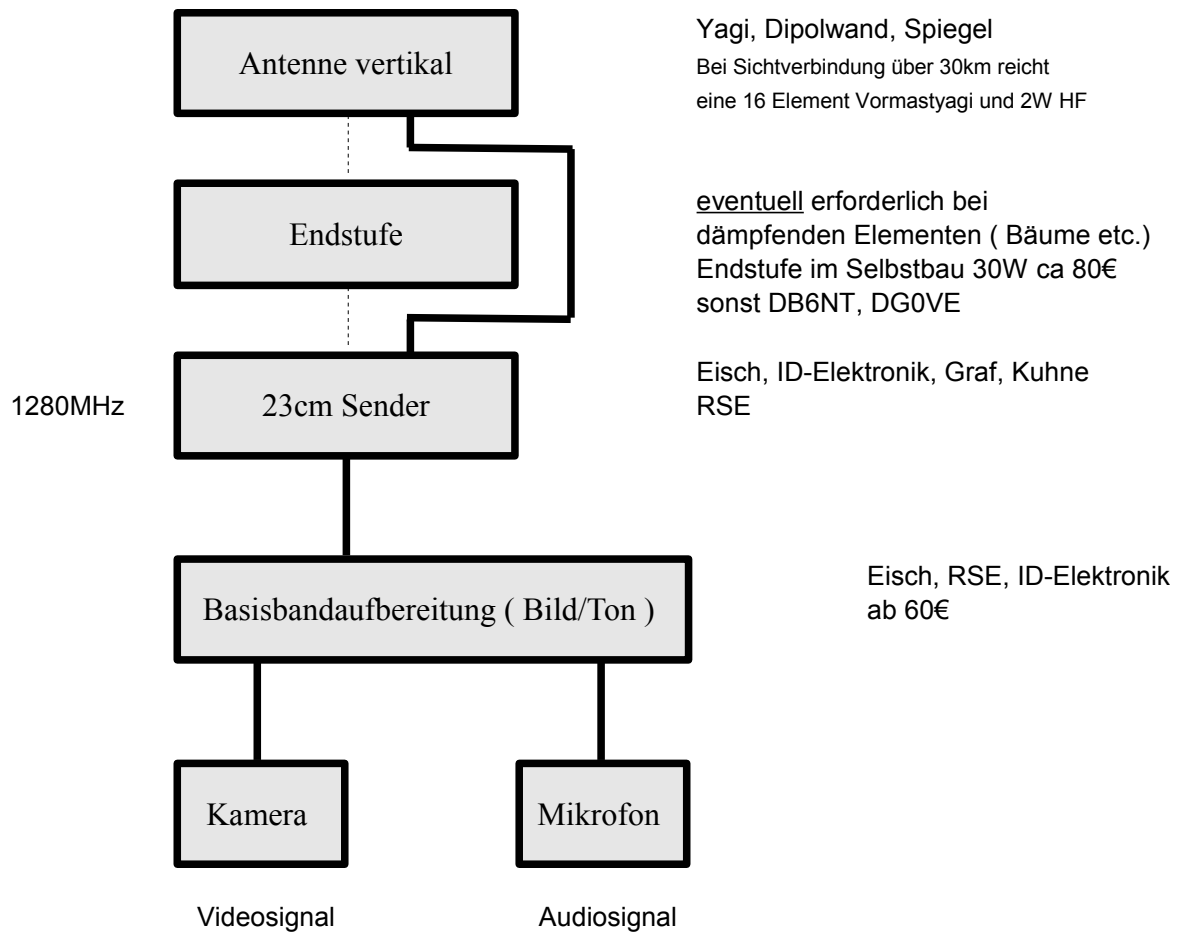 Antenne vertikal
Yagi, Dipolwand, Spiegel
Bei Sichtverbindung über 30km reicht
eine 16 Element Vormastyagi und 2W HF
Endstufe
eventuell erforderlich bei
dämpfenden Elementen ( Bäume etc.)
Endstufe im Selbstbau 30W ca 80€
sonst DB6NT, DG0VE
1280MHz
23cm Sender
Eisch, ID-Elektronik, Graf, Kuhne
RSE
Basisbandaufbereitung ( Bild/Ton )
Eisch, RSE, ID-Elektronik
ab 60€
Kamera
Mikrofon
Videosignal
Audiosignal